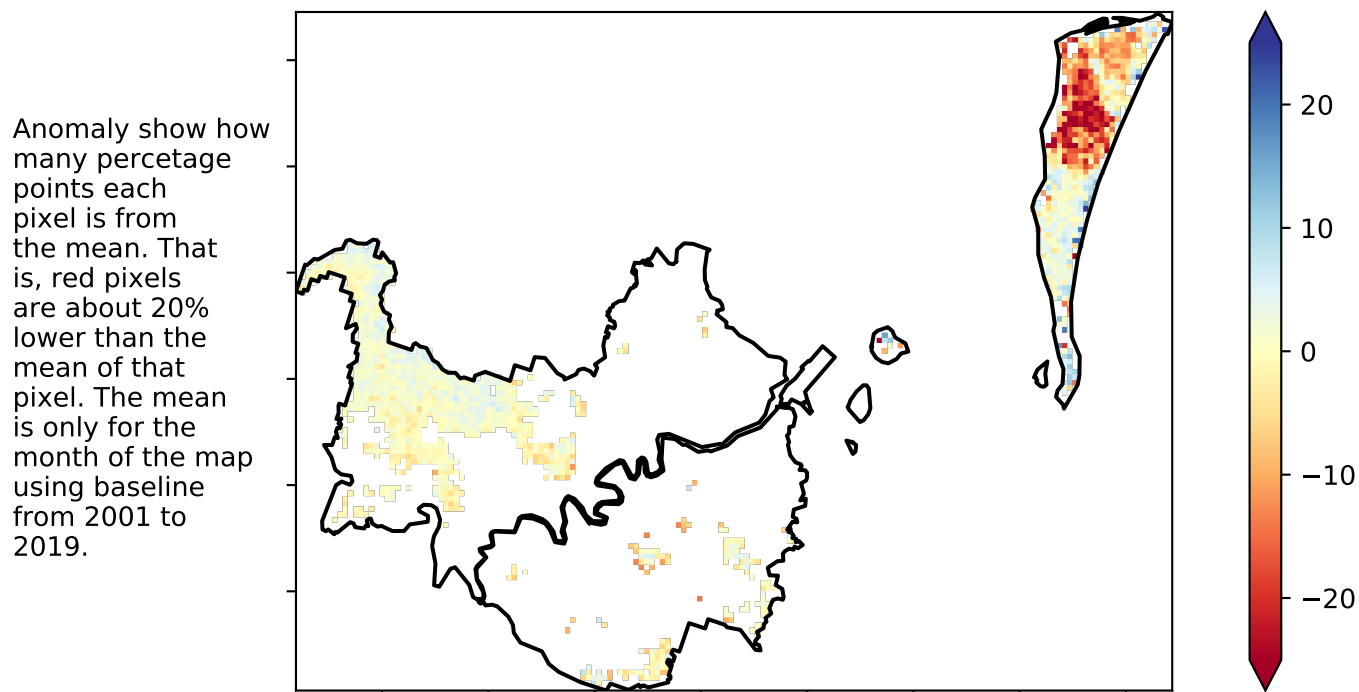 Anomaly show how
many percetage
points each
pixel is from
the mean. That
is, red pixels
are about 20%
lower than the
mean of that
pixel. The mean
is only for the
month of the map
using baseline
from 2001 to
2019.
20
10
0
−10
−20